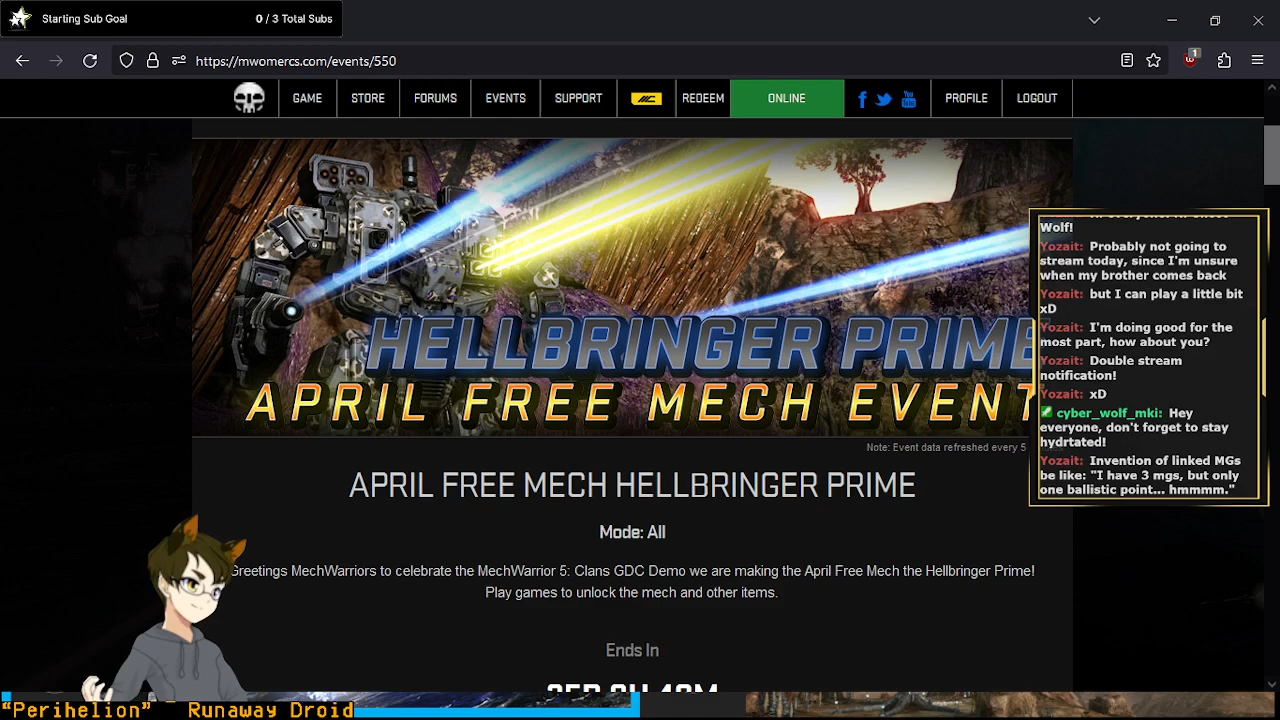 Starting Sub Goal
0 / 3 Total Subs
https://mwomercs.com/events/550
1
GAME
STORE
FORUMS
EVENTS
SUPPORT
MC
REDEEM
ONLINE
You Tube
PROFILE
LOGOUT
HELLBRINGER PRIME
APRIL FREE MECH EVENT
Note: Event data refreshed every 5
APRIL FREE MECH HELLBRINGER PRIME
Mode: All
Greetings MechWarriors to celebrate the MechWarrior 5: Clans GDC Demo we are making the April Free Mech the Hellbringer Prime!
Play games to unlock the mech and other items.
Ends In
Wolf!
Yozait: Probably not going to
stream today, since I'm unsure
when my brother comes back
Yozait: but I can play a little bit
xD
Yozait: I'm doing good for the
most part, how about you?
Yozait: Double stream
notification!
Yozait: xD
cyber_wolf_mki: Hey
everyone, don't forget to stay
hydrtated!
Yozait: Invention of linked MGs
be like: "I have 3 mgs, but only
one ballistic point... hmmmm."
“Perihelion” - Runaway Droid